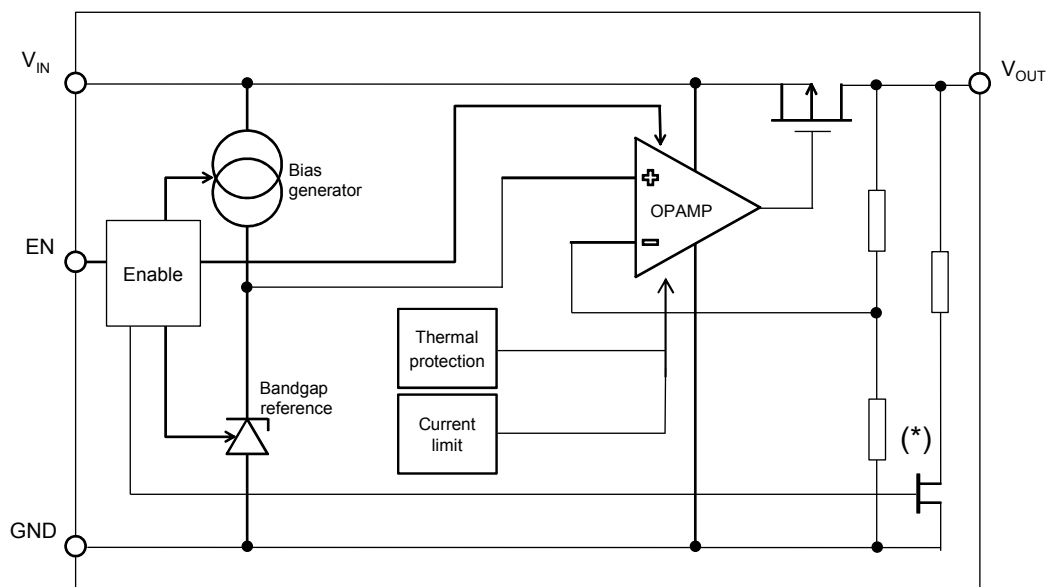 V_IN
V_OUT
Bias
generator
+
OPAMP
-
EN
Enable
Thermal
protection
Bandgap
reference
Current
limit
(*)
GND